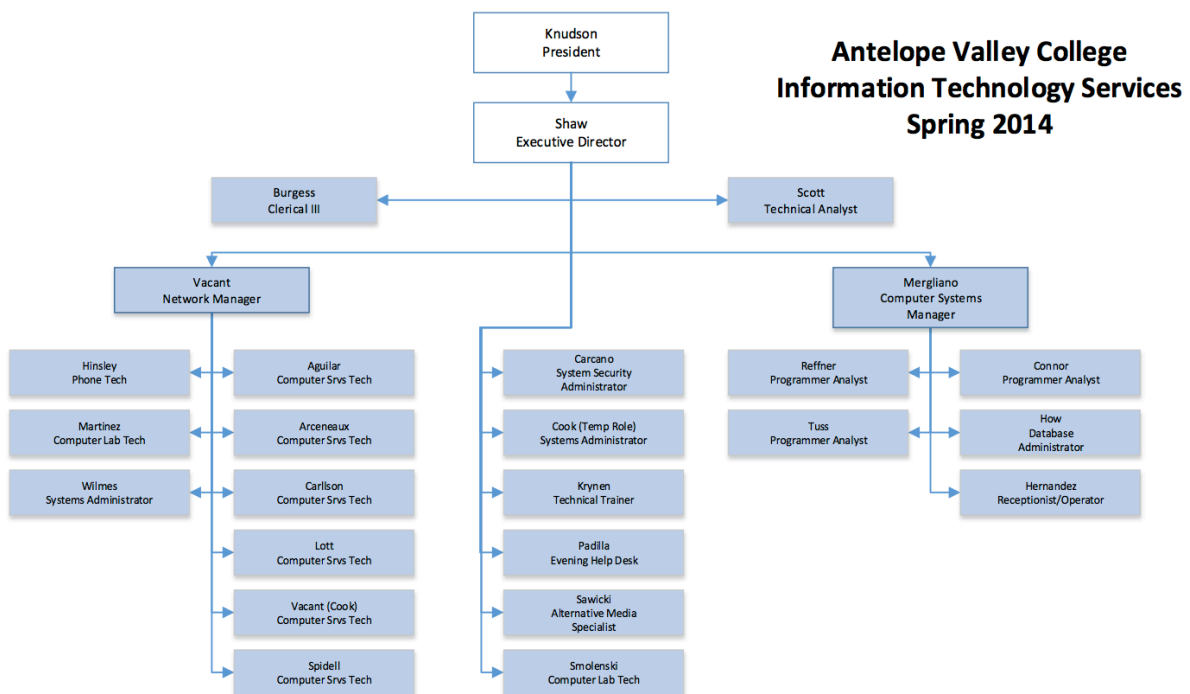 Knudson
President
Antelope Valley College
Information Technology Services
Spring 2014
Shaw
Executive Director
Burgess
Clerical III
Scott
Technical Analyst
Vacant
Network Manager
Mergliano
Computer Systems
Manager
Hinsley
Phone Tech
Aguilar
Computer Srvs Tech
Carcano
System Security
Administrator
Reffner
Programmer Analyst
Connor
Programmer Analyst
Martinez
Computer Lab Tech
Arceneaux
Computer Srvs Tech
Cook (Temp Role)
Systems Administrator
Tuss
Programmer Analyst
How
Database
Administrator
Wilmes
Systems Administrator
Carllson
Computer Srvs Tech
Krynen
Technical Trainer
Hernandez
Receptionist/Operator
Lott
Computer Srvs Tech
Padilla
Evening Help Desk
Vacant (Cook)
Computer Srvs Tech
Sawicki
Alternative Media
Specialist
Spidell
Computer Srvs Tech
Smolenski
Computer Lab Tech